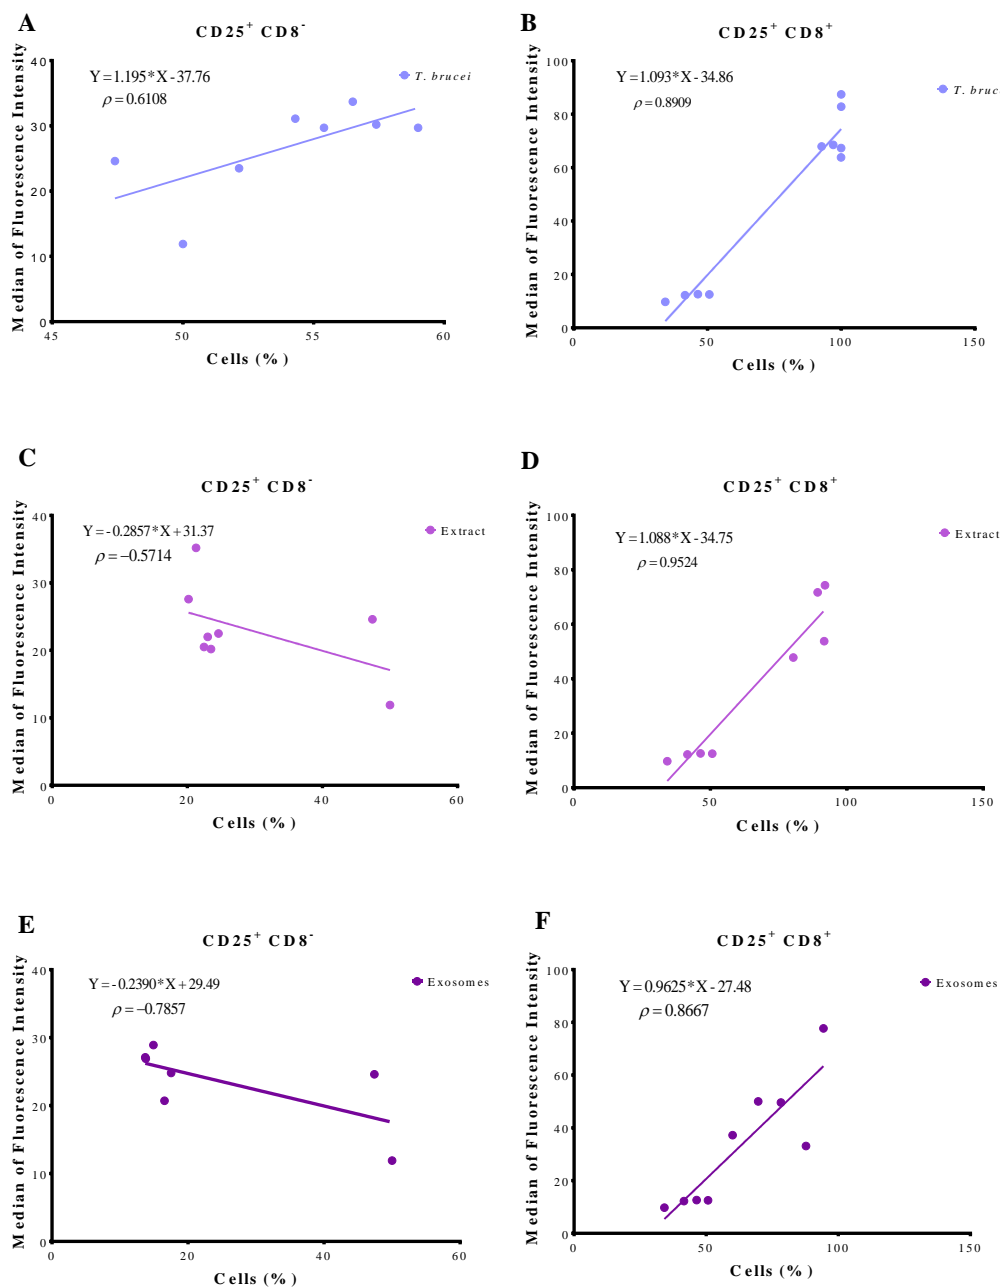 A
CD25+ CD8-
Median of Fluorescence Intensity
Y=1.195*X-37.76
ρ=0.6108
T. brucei
40
30
20
10
0
45 50 55 60
Cells (%)
B
CD25+ CD8+
Median of Fluorescence Intensity
Y=1.093*X-34.86
ρ=0.8909
T. bruc
100
80
60
40
20
0
0 50 100 150
Cells (%)
C
CD25+ CD8-
Median of Fluorescence Intensity
Y=-0.2857*X+31.37
ρ=-0.5714
Extract
40
30
20
10
0
0 20 40 60
Cells (%)
D
CD25+ CD8+
Median of Fluorescence Intensity
Y=1.088*X-34.75
ρ=0.9524
Extract
100
80
60
40
20
0
0 50 100 150
Cells (%)
E
CD25+ CD8-
Median of Fluorescence Intensity
Y=-0.2390*X+29.49
ρ=-0.7857
Exosomes
40
30
20
10
0
0 20 40 60
Cells (%)
F
CD25+ CD8+
Median of Fluorescence Intensity
Y=0.9625*X-27.48
ρ=0.8667
Exosomes
100
80
60
40
20
0
0 50 100 150
Cells (%)